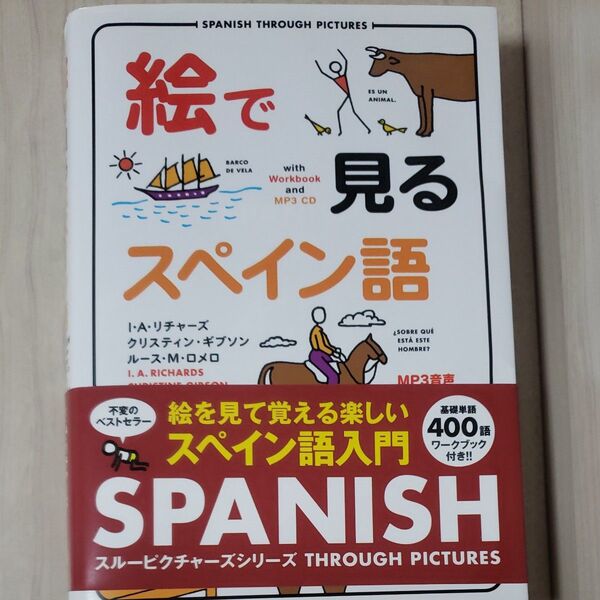 SPANISH THROUGH PICTURES
絵で
ES UN
ANIMAL.
BARCO
DE VELA
with
Workbook
and
MP3 CD
見る
スペイン語
I・A・リチャーズ
クリスティン・ギブソン
ルース・M・ロメロ
I. A. RICHARDS
CHRISTINE GIBSON
¿SOBRE QUÉ
ESTÁ ESTE
HOMBRE?
MP3音声
不変の
ベストセラー
絵を見て覚える楽しい
スペイン語入門
基礎単語
400語
ワークブック
付き!!
SPANISH
スルーピクチャーズシリーズ THROUGH PICTURES